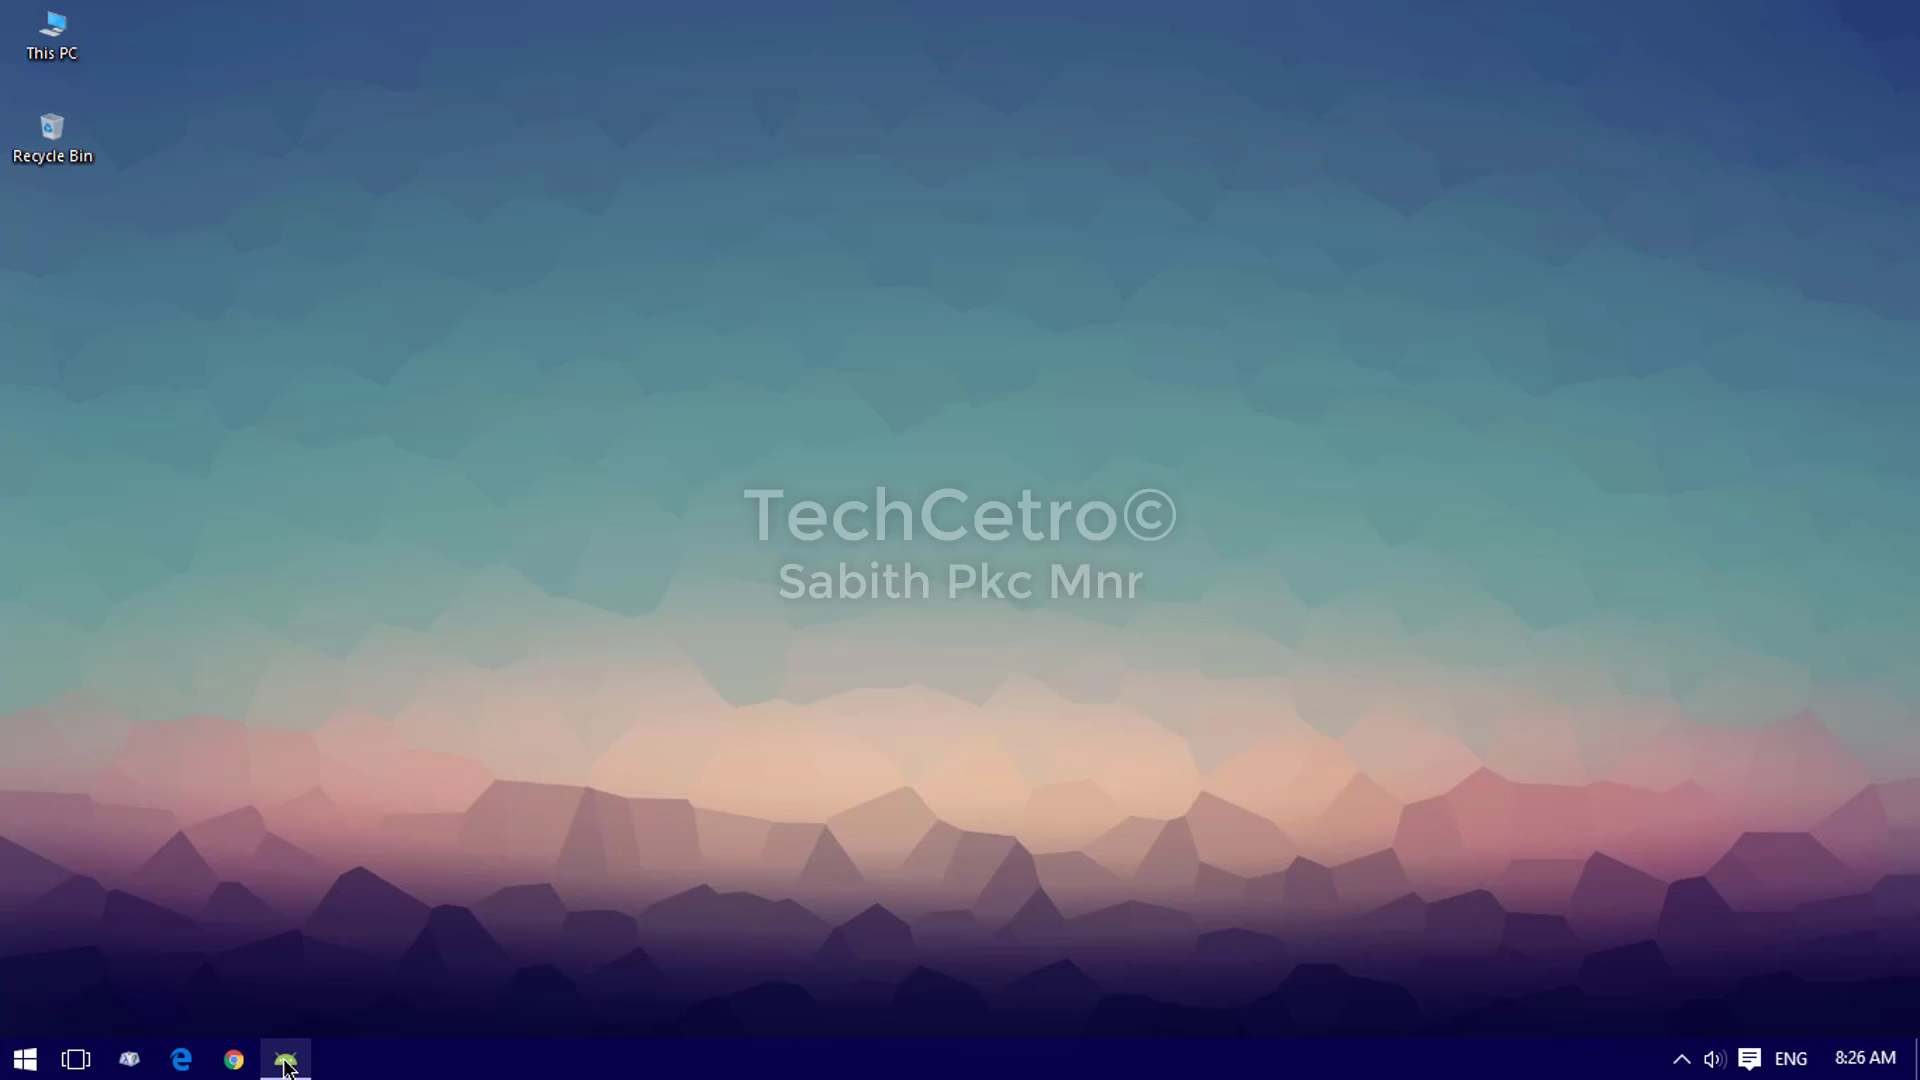 This PC
Recycle Bin
TechCetro©
Sabith Pkc Mnr
ENG
8:26 AM